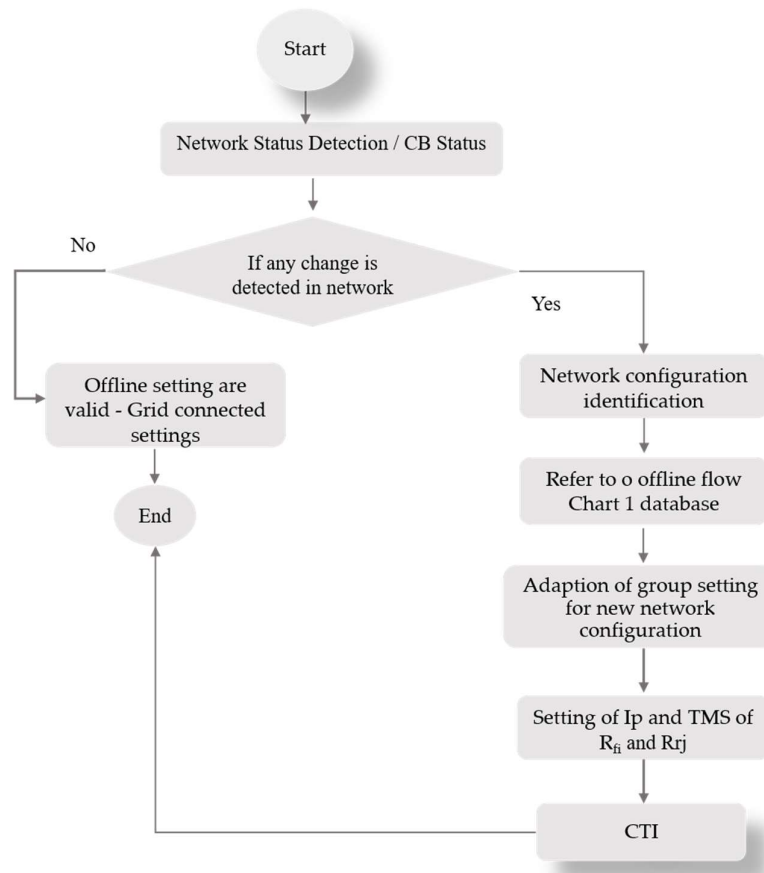 Start
Network Status Detection / CB Status
No
If any change is
detected in network
Yes
Offline setting are
valid - Grid connected
settings
End
Network configuration
identification
Refer to o offline flow
Chart 1 database
Adaption of group setting
for new network
configuration
Setting of Ip and TMS of
Rfi and Rrj
CTI